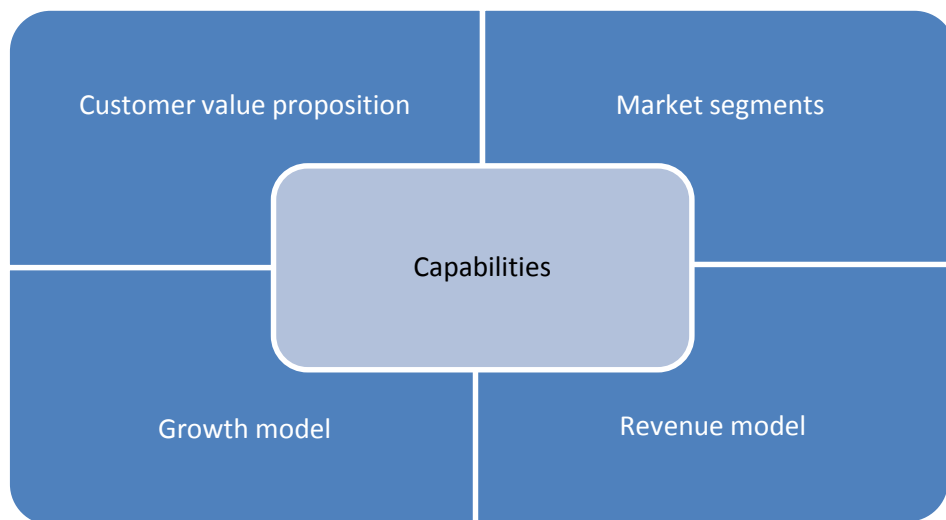 Customer value proposition
Market segments
Capabilities
Growth model
Revenue model